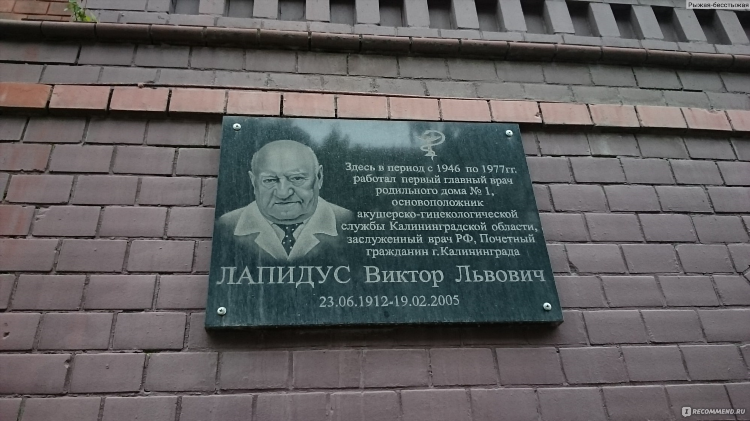 Рыжая-бесстыжая
Здесь в период с 1946 по 1977гг.
работал первый главный врач
родильного дома № 1,
основоположник
акушерско-гинекологической
службы Калининградской области,
заслуженный врач РФ, Почетный
гражданин г.Калининграда
ЛАПИДУС Виктор Львович
23.06.1912-19.02.2005
IRECOMMEND.RU